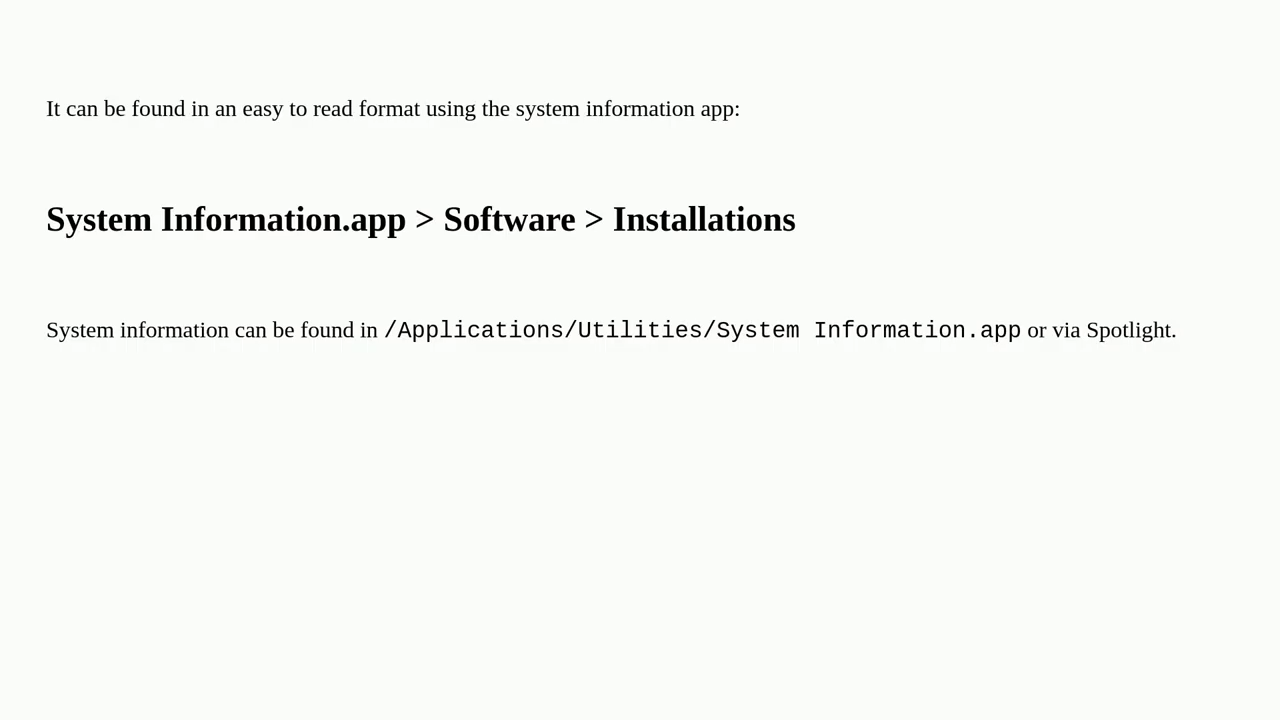 It can be found in an easy to read format using the system information app:
System Information.app > Software > Installations
System information can be found in /Applications/Utilities/System Information.app or via Spotlight.